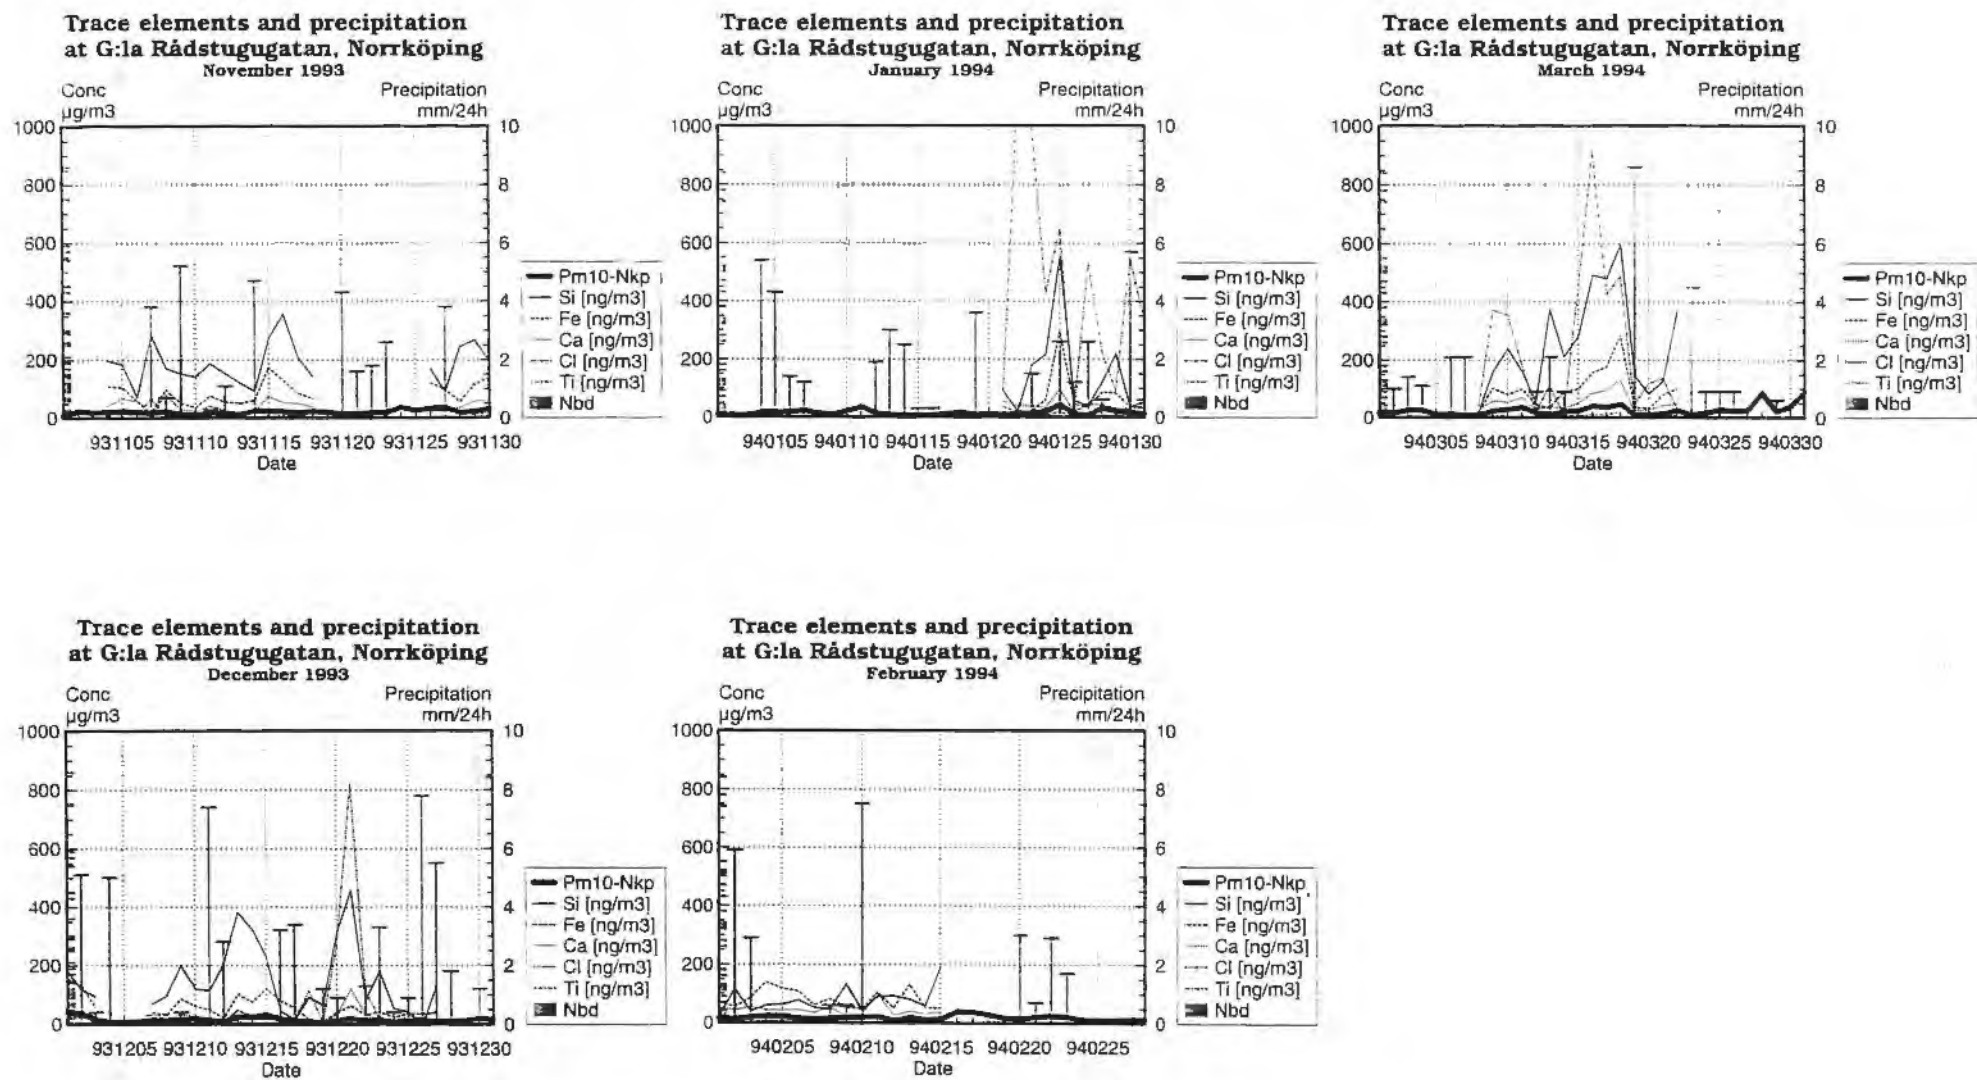 Trace elements and precipitation
at G:la Rådstugugatan, Norrköping
November 1993
Conc
µg/m3
Precipitation
mm/24h
1000
800
600
400
200
0
10
8
6
4
2
0
931105 931110 931115 931120 931125 931130
Date
Pm10-Nkp
Si [ng/m3]
Fe [ng/m3]
Ca [ng/m3]
Cl [ng/m3]
Ti [ng/m3]
Nbd
Trace elements and precipitation
at G:la Rådstugugatan, Norrköping
January 1994
Conc
µg/m3
Precipitation
mm/24h
1000
800
600
400
200
0
10
8
6
4
2
0
940105 940110 940115 940120 940125 940130
Date
Pm10-Nkp
Si [ng/m3]
Fe [ng/m3]
Ca [ng/m3]
Cl [ng/m3]
Ti [ng/m3]
Nbd
Trace elements and precipitation
at G:la Rådstugugatan, Norrköping
March 1994
Conc
µg/m3
Precipitation
mm/24h
1000
800
600
400
200
0
10
8
6
4
2
0
940305 940310 940315 940320 940325 940330
Date
Pm10-Nkp
Si [ng/m3]
Fe [ng/m3]
Ca [ng/m3]
Cl [ng/m3]
Ti [ng/m3]
Nbd
Trace elements and precipitation
at G:la Rådstugugatan, Norrköping
December 1993
Conc
µg/m3
Precipitation
mm/24h
1000
800
600
400
200
0
10
8
6
4
2
0
931205 931210 931215 931220 931225 931230
Date
Pm10-Nkp
Si [ng/m3]
Fe [ng/m3]
Ca [ng/m3]
Cl [ng/m3]
Ti [ng/m3]
Nbd
Trace elements and precipitation
at G:la Rådstugugatan, Norrköping
February 1994
Conc
µg/m3
Precipitation
mm/24h
1000
800
600
400
200
0
10
8
6
4
2
0
940205 940210 940215 940220 940225
Date
Pm10-Nkp
Si [ng/m3]
Fe [ng/m3]
Ca [ng/m3]
Cl [ng/m3]
Ti [ng/m3]
Nbd